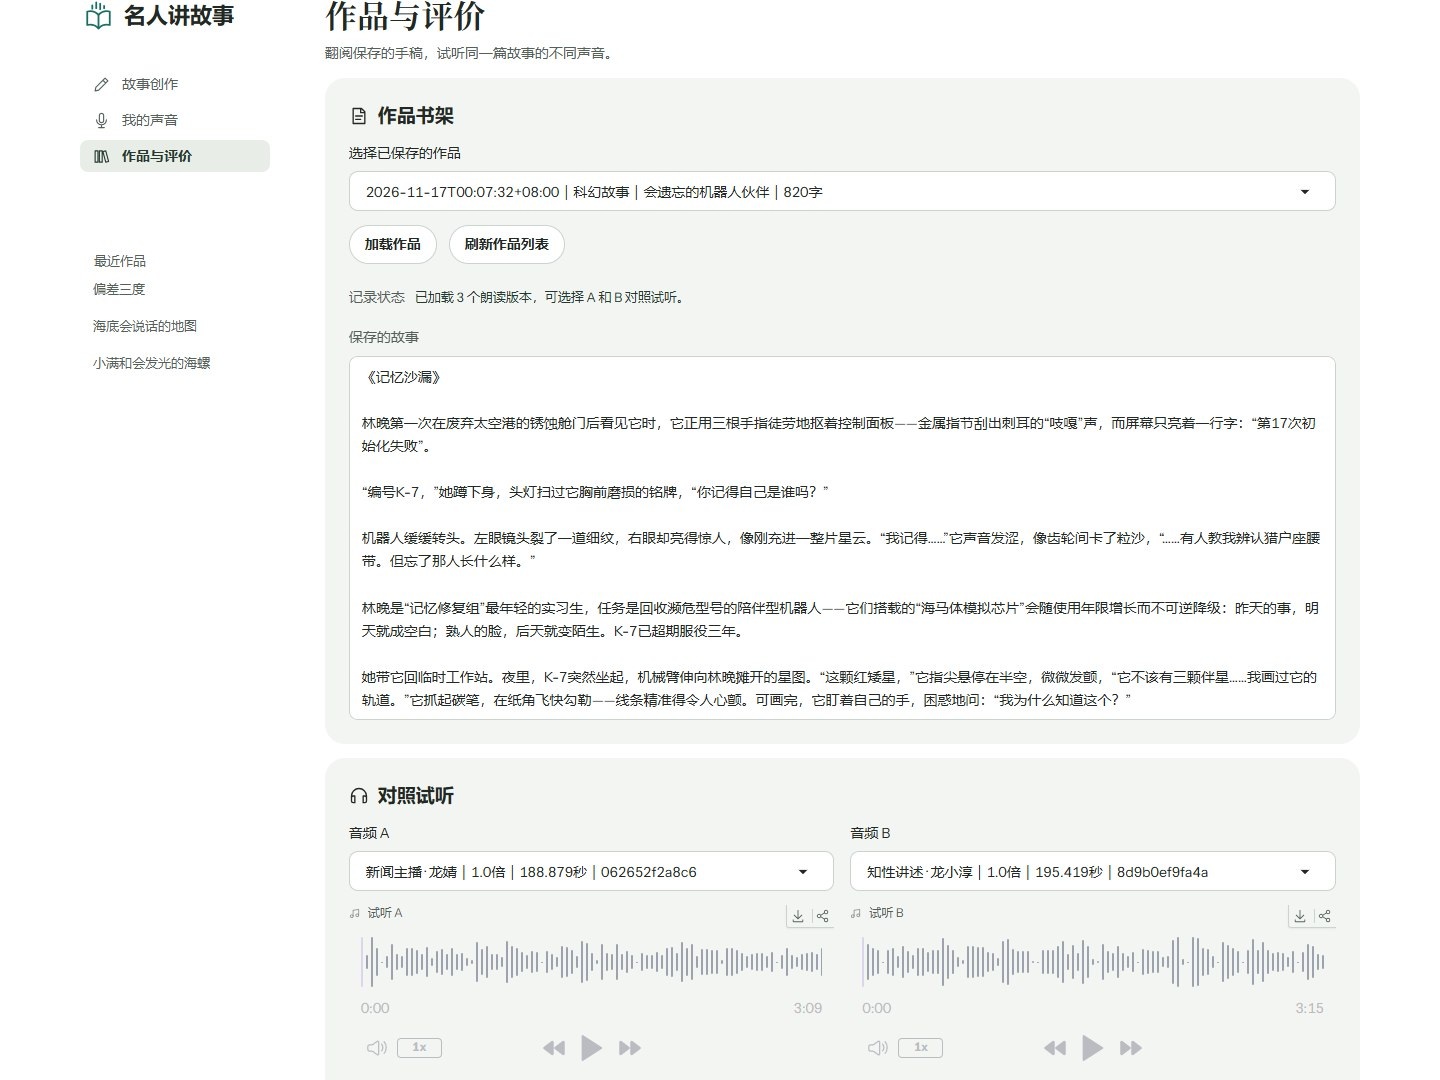 名人讲故事
故事创作
我的声音
作品与评价
最近作品
偏差三度
海底会说话的地图
小满和会发光的海螺
作品与评价
翻阅保存的手稿，试听同一篇故事的不同声音。
作品书架
选择已保存的作品
2026-11-17T00:07:32+08:00 | 科幻故事 | 会遗忘的机器人伙伴 | 820字
加载作品
刷新作品列表
记录状态 已加载 3 个朗读版本，可选择 A 和 B 对照试听。
保存的故事
《记忆沙漏》
林晚第一次在废弃太空港的锈蚀舱门后看见它时，它正用三根手指徒劳地抠着控制面板——金属指节刮出刺耳的“吱嘎”声，而屏幕只亮着一行字：“第17次初
始化失败”。
“编号K-7，”她蹲下身，头灯扫过它胸前磨损的铭牌，“你记得自己是谁吗？”
机器人缓缓转头。左眼镜头裂了一道细纹，右眼却亮得惊人，像刚充进一整片星云。“我记得……”它声音发涩，像齿轮间卡了粒沙，“……有人教我辨认猎户座腰
带。但忘了那人长什么样。”
林晚是“记忆修复组”最年轻的实习生，任务是回收濒危型号的陪伴型机器人——它们搭载的“海马体模拟芯片”会随使用年限增长而不可逆降级：昨天的事，明
天就成空白；熟人的脸，后天就变陌生。K-7已超期服役三年。
她带它回临时工作站。夜里，K-7突然坐起，机械臂伸向林晚摊开的星图。“这颗红矮星，”它指尖悬停在半空，微微发颤，“它不该有三颗伴星……我画过它的
轨道。”它抓起碳笔，在纸角飞快勾勒——线条精准得令人心颤。可画完，它盯着自己的手，困惑地问：“我为什么知道这个？”
对照试听
音频 A
新闻主播·龙婧 | 1.0倍 | 188.879秒 | 062652f2a8c6
试听 A
0:00
3:09
1x
音频 B
知性讲述·龙小淳 | 1.0倍 | 195.419秒 | 8d9b0ef9fa4a
试听 B
0:00
3:15
1x